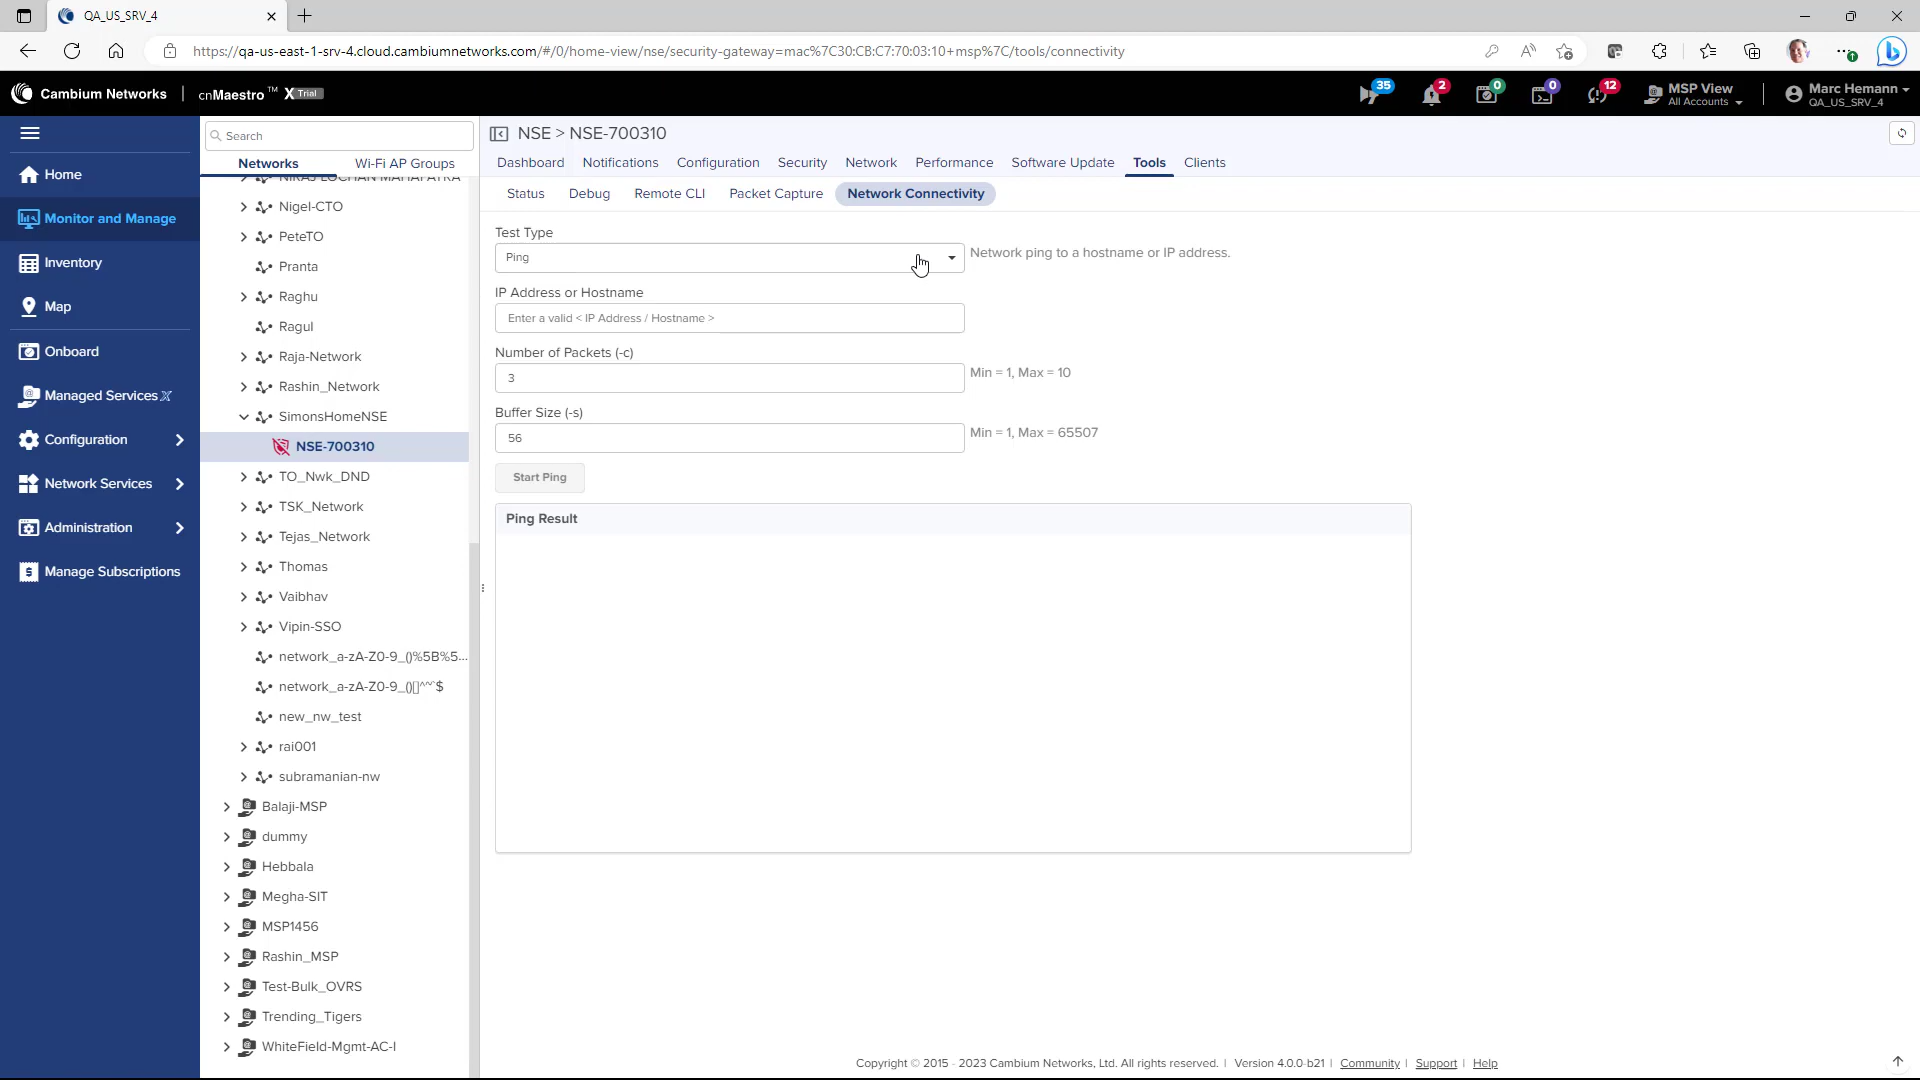 QA_US_SRV_4
https://qa-us-east-1-srv-4.cloud.cambiumnetworks.com/#/0/home-view/nse/security-gateway=mac%7C30:CB:C7:70:03:10+msp%7C/tools/connectivity
Cambium Networks | cnMaestro™ X Trial
35 2 0 0 12
MSP View
All Accounts
Marc Hemann
QA_US_SRV_4
Home
Monitor and Manage
Inventory
Map
Onboard
Managed Services X
Configuration
Network Services
Administration
Manage Subscriptions
Search
Networks Wi-Fi AP Groups
Nigel-CTO
PeteTO
Pranta
Raghu
Ragul
Raja-Network
Rashin_Network
SimonsHomeNSE
NSE-700310
TO_Nwk_DND
TSK_Network
Tejas_Network
Thomas
Vaibhav
Vipin-SSO
network_a-zA-Z0-9_()%5B%5...
new_nw_test
rai001
subramanian-nw
Balaji-MSP
dummy
Hebbala
Megha-SIT
MSP1456
Rashin_MSP
Test-Bulk_OVRS
Trending_Tigers
WhiteField-Mgmt-AC-I
NSE > NSE-700310
Dashboard Notifications Configuration Security Network Performance Software Update Tools Clients
Status Debug Remote CLI Packet Capture Network Connectivity
Test Type
Ping
Network ping to a hostname or IP address.
IP Address or Hostname
Enter a valid < IP Address / Hostname >
Number of Packets (-c)
3
Min = 1, Max = 10
Buffer Size (-s)
56
Min = 1, Max = 65507
Start Ping
Ping Result
Copyright © 2015 - 2023 Cambium Networks, Ltd. All rights reserved. | Version 4.0.0-b21 | Community | Support | Help